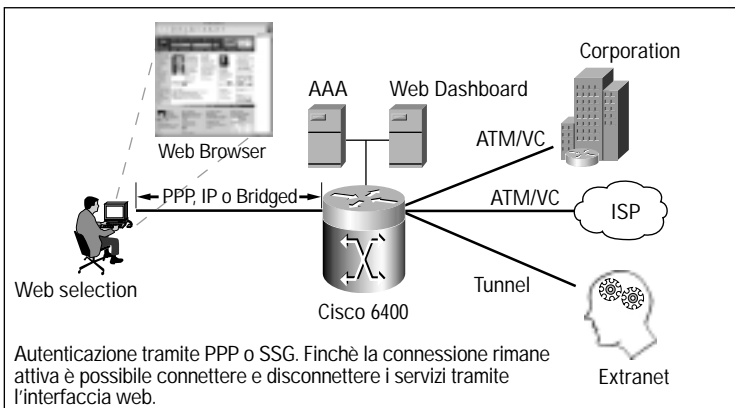 Corporation
AAA
Web Dashboard
Web Browser
ATM/VC
PPP, IP o Bridged
ATM/VC
ISP
Web selection
Tunnel
Cisco 6400
Extranet
Autenticazione tramite PPP o SSG. Finchè la connessione rimane
attiva è possibile connettere e disconnettere i servizi tramite
l'interfaccia web.